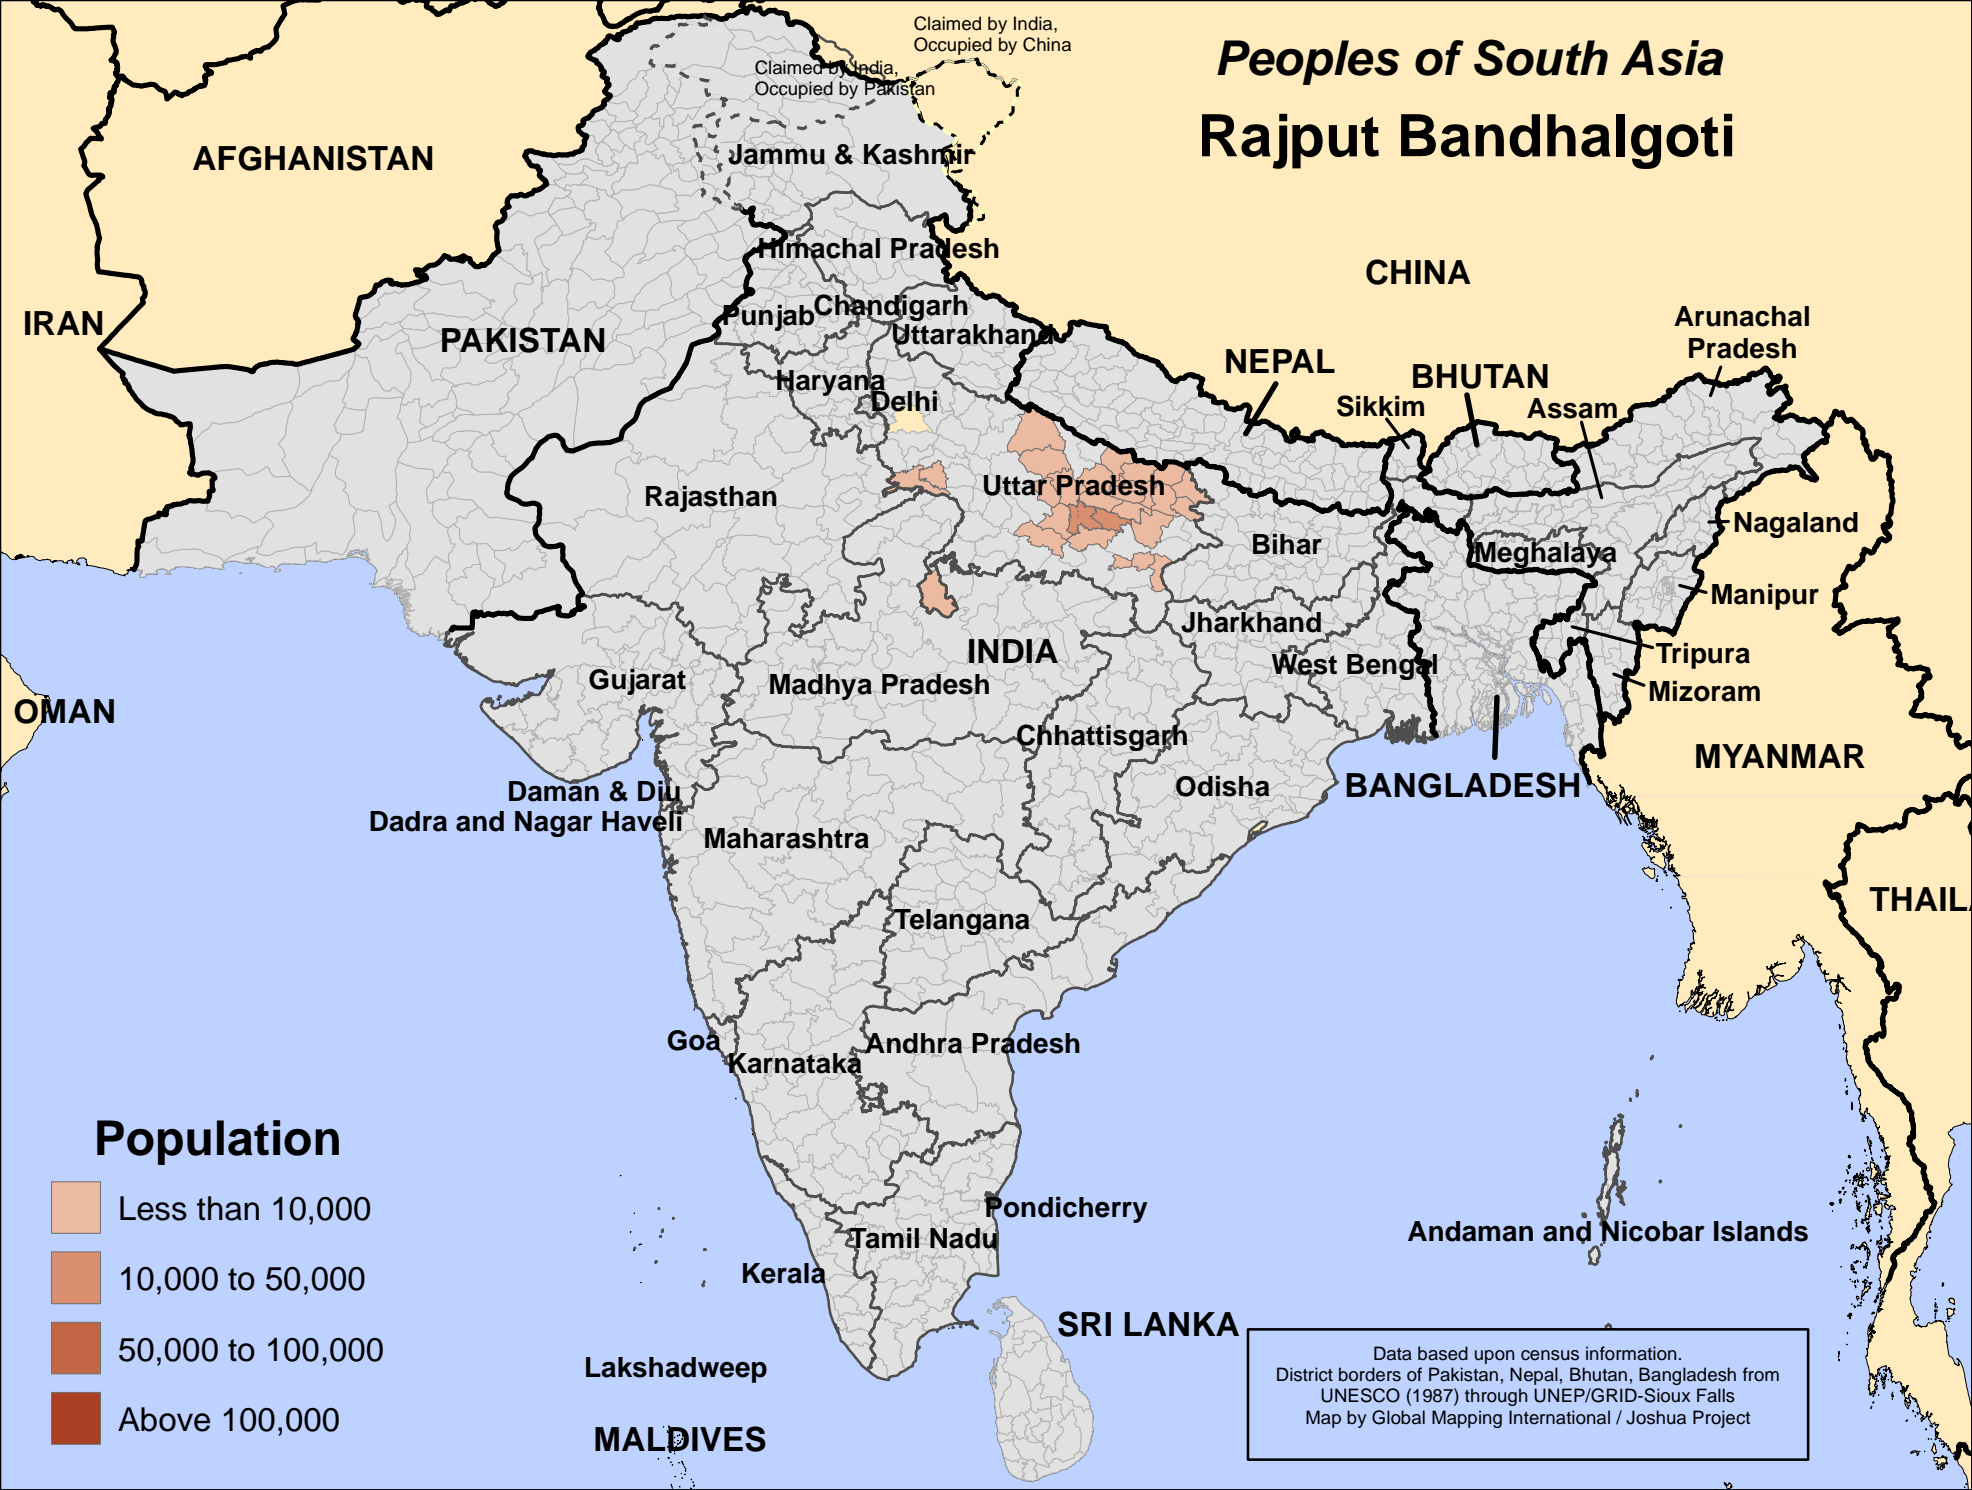 Claimed by India,
Occupied by China
Peoples of South Asia
Rajput Bandhalgoti
Claimed by India,
Occupied by Pakistan
AFGHANISTAN
Jammu & Kashmir
Himachal Pradesh
CHINA
IRAN
PAKISTAN
Punjab
Chandigarh
Uttarakhand
Arunachal
Pradesh
NEPAL
BHUTAN
Haryana
Delhi
Sikkim
Assam
Rajasthan
Uttar Pradesh
Nagaland
Bihar
Meghalaya
Manipur
Jharkhand
INDIA
Tripura
West Bengal
Gujarat
Madhya Pradesh
Mizoram
OMAN
Chhattisgarh
MYANMAR
Odisha
BANGLADESH
Daman & Diu
Dadra and Nagar Haveli
Maharashtra
THAIL
Telangana
Goa
Karnataka
Andhra Pradesh
Population
Less than 10,000
10,000 to 50,000
50,000 to 100,000
Above 100,000
Pondicherry
Tamil Nadu
Andaman and Nicobar Islands
Kerala
SRI LANKA
Lakshadweep
MALDIVES
Data based upon census information.
District borders of Pakistan, Nepal, Bhutan, Bangladesh from
UNESCO (1987) through UNEP/GRID-Sioux Falls
Map by Global Mapping International / Joshua Project